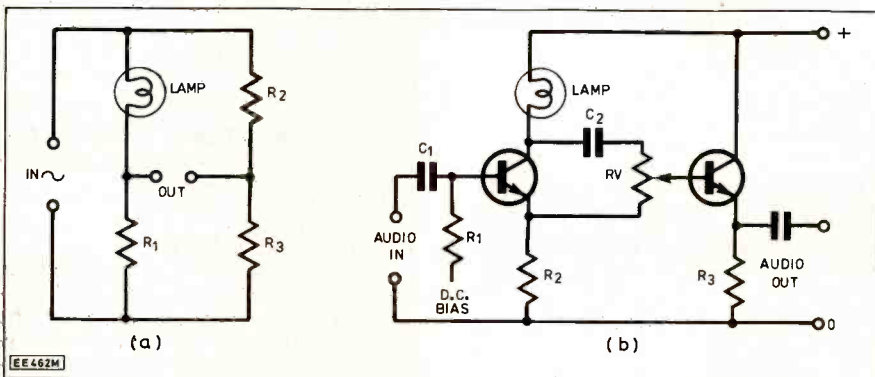 LAMP
R2
IN~
OUT
R1
R3
(a)
EE462M
+
LAMP
C2
C1
RV
AUDIO
IN
R1
D.C.
BIAS
R2
R3
AUDIO
OUT
0
(b)